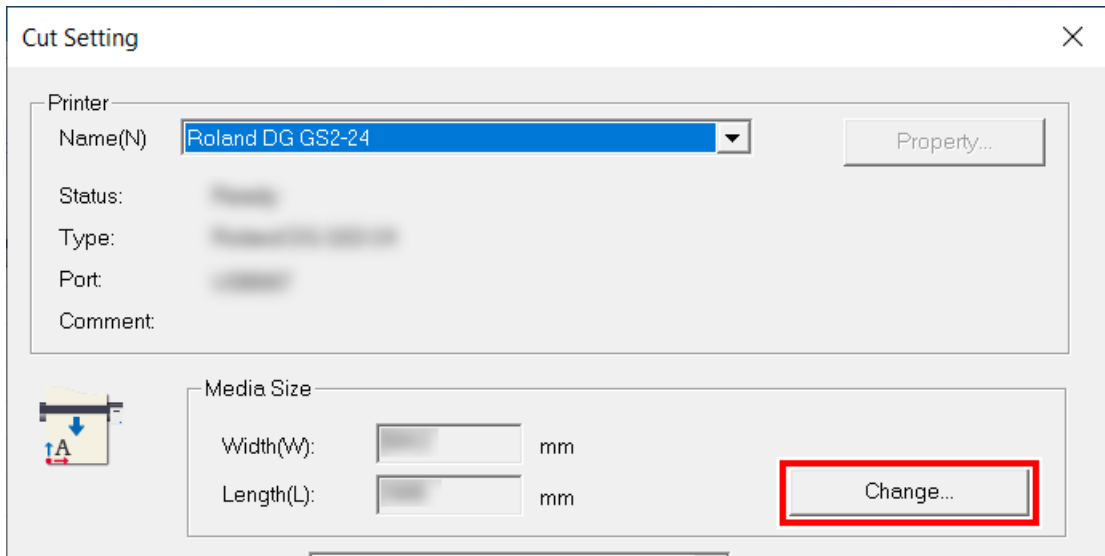 Cut Setting
Printer
Name(N) Roland DG GS2-24 Property...
Status:
Type:
Port:
Comment:
Media Size
Width(W): mm
Length(L): mm Change...
A